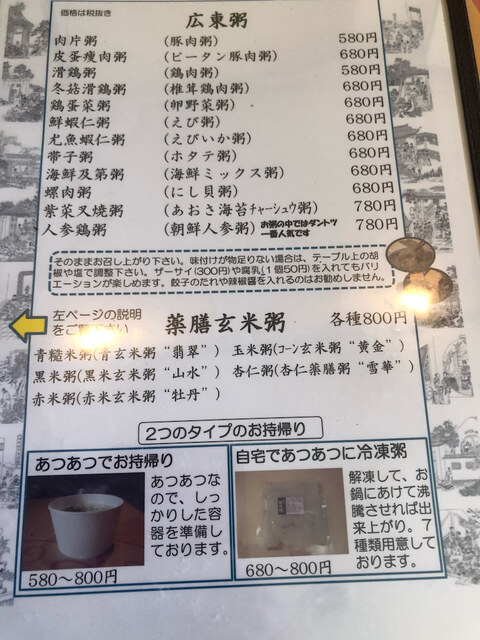 価格は税抜き
広東粥
肉片粥 (豚肉粥) 580円
皮蛋瘦肉粥 (ピータン豚肉粥) 680円
滑鶏粥 (鶏肉粥) 580円
冬菇滑鶏粥 (椎茸鶏肉粥) 680円
鶏蛋菜粥 (卵野菜粥) 680円
鮮蝦仁粥 (えび粥) 680円
尤魚蝦仁粥 (えびいか粥) 680円
帯子粥 (ホタテ粥) 680円
海鮮及第粥 (海鮮ミックス粥) 680円
螺肉粥 (にし貝粥) 680円
紫菜叉焼粥 (あおさ海苔チャーシュウ粥) 780円
人参鶏粥 (朝鮮人参粥) お粥の中ではダントツ 780円
一番人気です
そのままお召し上がり下さい。味付けが物足りない場合は、テーブル上の胡
椒や塩で調整下さい。ザーサイ(300円)や腐乳(1個50円)を入れてもバリ
エーションが楽しめます。餃子のたれや辣椒醤を入れるのはお勧めしません。
左ページの説明
をご ださい
薬膳玄米粥 各種800円
青糙米粥(青玄米粥“翡翠”) 玉米粥(コーン玄米粥“黄金”)
黒米粥(黒米玄米粥“山水”) 杏仁粥(杏仁薬膳粥“雪華”)
赤米粥(赤米玄米粥“牡丹”)
2つのタイプのお持帰り
あつあつでお持帰り
あつあつな
ので、しっ
かりした容
器を準備し
ております。
580～800円
自宅であつあつに冷凍粥
解凍して、お
鍋にあけて沸
騰させれば出
来上がり。7
種類用意して
おります。
680～800円